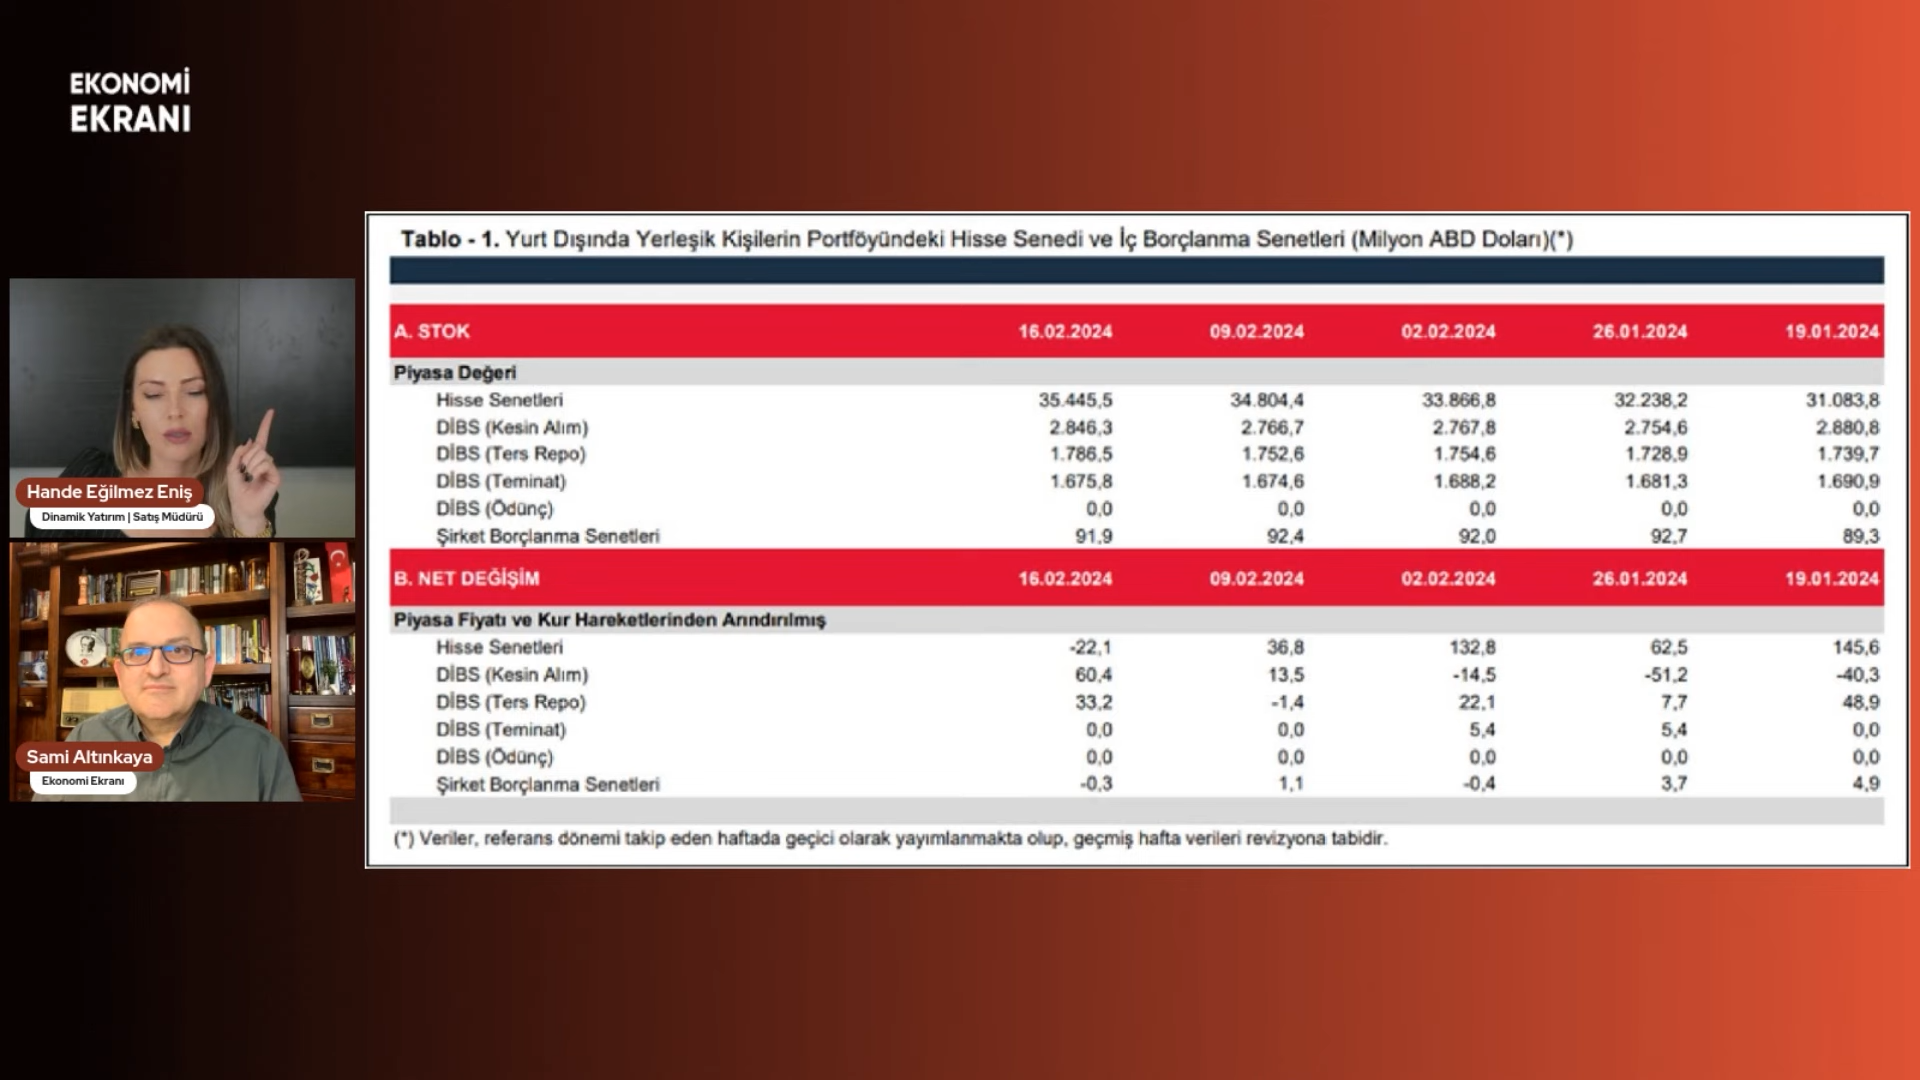 EKONOMİ
EKRANI
Hande Eğilmez Eniş
Dinamik Yatırım | Satış Müdürü
Sami Altınkaya
Ekonomi Ekranı
Tablo - 1. Yurt Dışında Yerleşik Kişilerin Portföyündeki Hisse Senedi ve İç Borçlanma Senetleri (Milyon ABD Doları)(*)
A. STOK 16.02.2024 09.02.2024 02.02.2024 26.01.2024 19.01.2024
Piyasa Değeri
Hisse Senetleri 35.445,5 34.804,4 33.866,8 32.238,2 31.083,8
DİBS (Kesin Alım) 2.846,3 2.766,7 2.767,8 2.754,6 2.880,8
DİBS (Ters Repo) 1.786,5 1.752,6 1.754,6 1.728,9 1.739,7
DİBS (Teminat) 1.675,8 1.674,6 1.688,2 1.681,3 1.690,9
DİBS (Ödünç) 0,0 0,0 0,0 0,0 0,0
Şirket Borçlanma Senetleri 91,9 92,4 92,0 92,7 89,3
B. NET DEĞİŞİM 16.02.2024 09.02.2024 02.02.2024 26.01.2024 19.01.2024
Piyasa Fiyatı ve Kur Hareketlerinden Arındırılmış
Hisse Senetleri -22,1 36,8 132,8 62,5 145,6
DİBS (Kesin Alım) 60,4 13,5 -14,5 -51,2 -40,3
DİBS (Ters Repo) 33,2 -1,4 22,1 7,7 48,9
DİBS (Teminat) 0,0 0,0 5,4 5,4 0,0
DİBS (Ödünç) 0,0 0,0 0,0 0,0 0,0
Şirket Borçlanma Senetleri -0,3 1,1 -0,4 3,7 4,9
(*) Veriler, referans dönemi takip eden haftada geçici olarak yayımlanmakta olup, geçmiş hafta verileri revizyona tabidir.